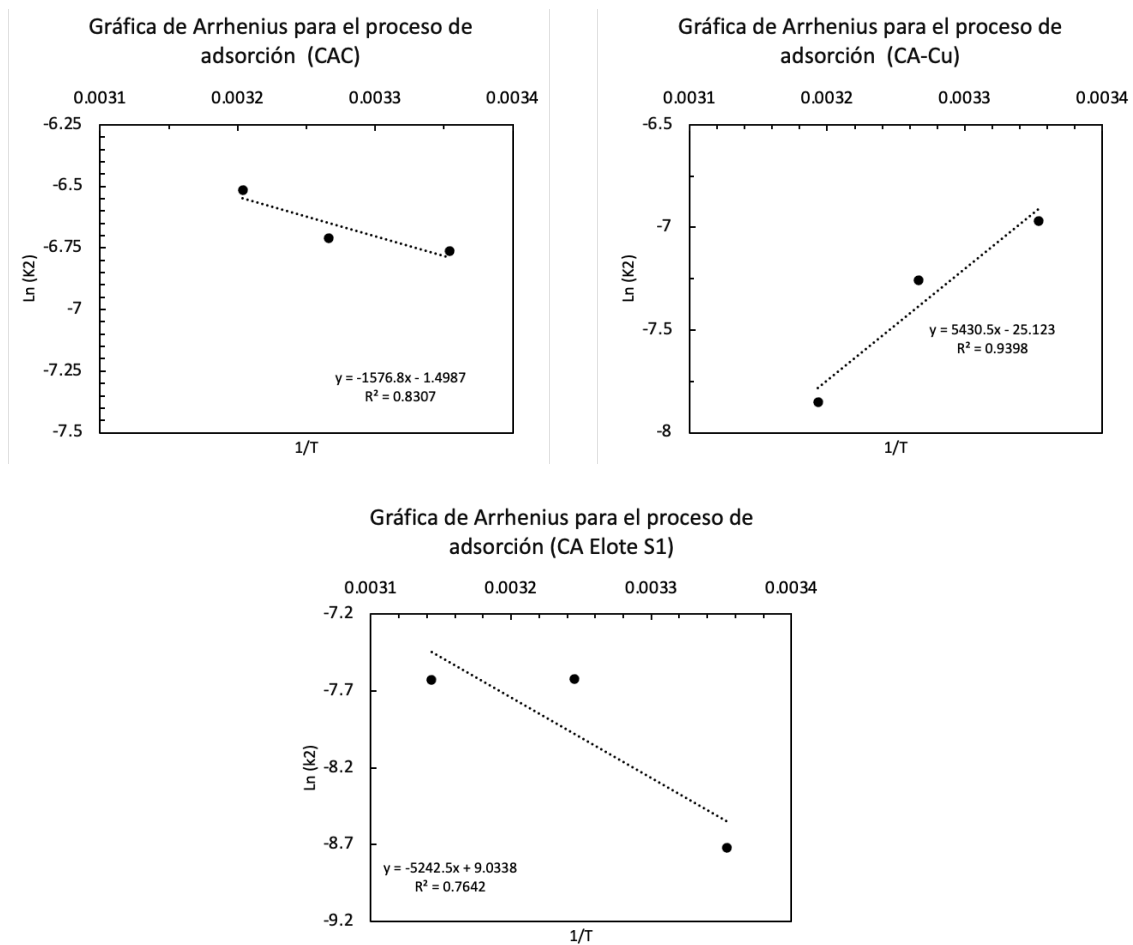 Gráfica de Arrhenius para el proceso de
adsorción (CAC)
0.0031 0.0032 0.0033 0.0034
-6.25
-6.5
-6.75
-7
-7.25
-7.5
Ln (K2)
y = -1576.8x - 1.4987
R² = 0.8307
1/T
Gráfica de Arrhenius para el proceso de
adsorción (CA-Cu)
0.0031 0.0032 0.0033 0.0034
-6.5
-7
-7.5
-8
Ln (K2)
y = 5430.5x - 25.123
R² = 0.9398
1/T
Gráfica de Arrhenius para el proceso de
adsorción (CA Elote S1)
0.0031 0.0032 0.0033 0.0034
-7.2
-7.7
-8.2
-8.7
-9.2
Ln (k2)
y = -5242.5x + 9.0338
R² = 0.7642
1/T